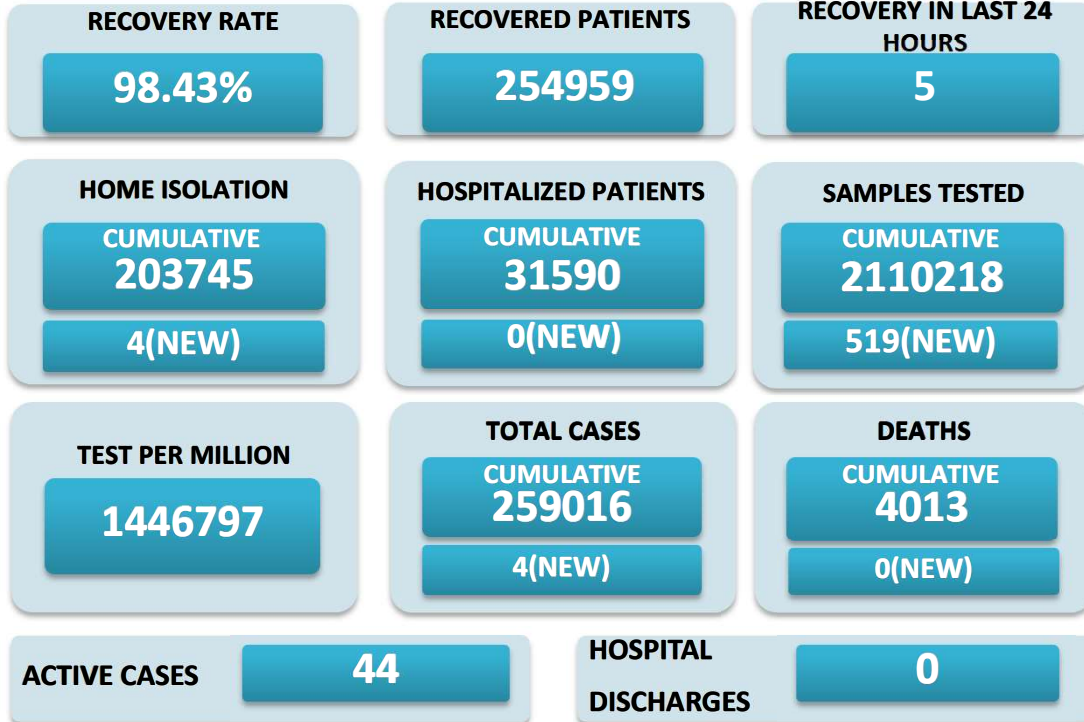 RECOVERY RATE
98.43%
RECOVERED PATIENTS
254959
RECOVERY IN LAST 24
HOURS
5
HOME ISOLATION
CUMULATIVE
203745
4(NEW)
HOSPITALIZED PATIENTS
CUMULATIVE
31590
0(NEW)
SAMPLES TESTED
CUMULATIVE
2110218
519(NEW)
TEST PER MILLION
1446797
TOTAL CASES
CUMULATIVE
259016
4(NEW)
DEATHS
CUMULATIVE
4013
0(NEW)
ACTIVE CASES
44
HOSPITAL
DISCHARGES
0